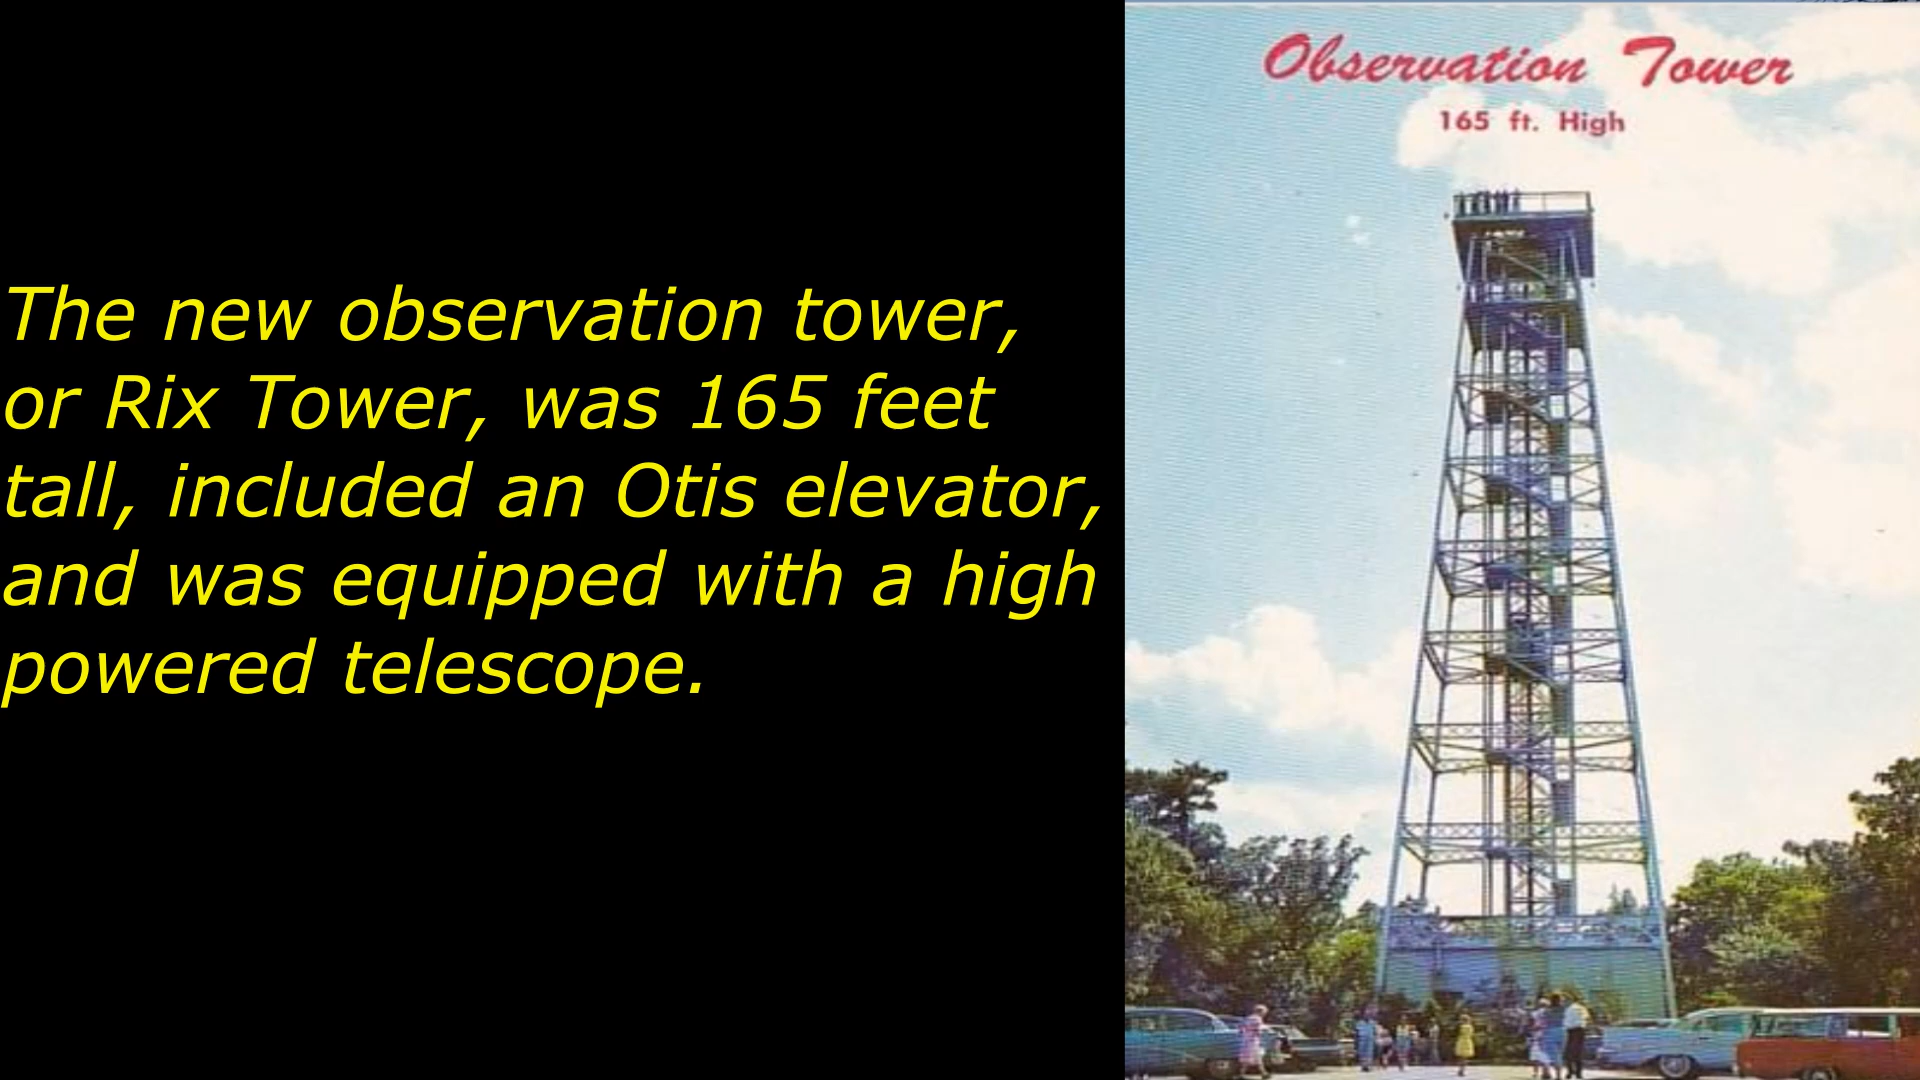 The new observation tower,
or Rix Tower, was 165 feet
tall, included an Otis elevator,
and was equipped with a high
powered telescope.
Observation Tower
165 ft. High